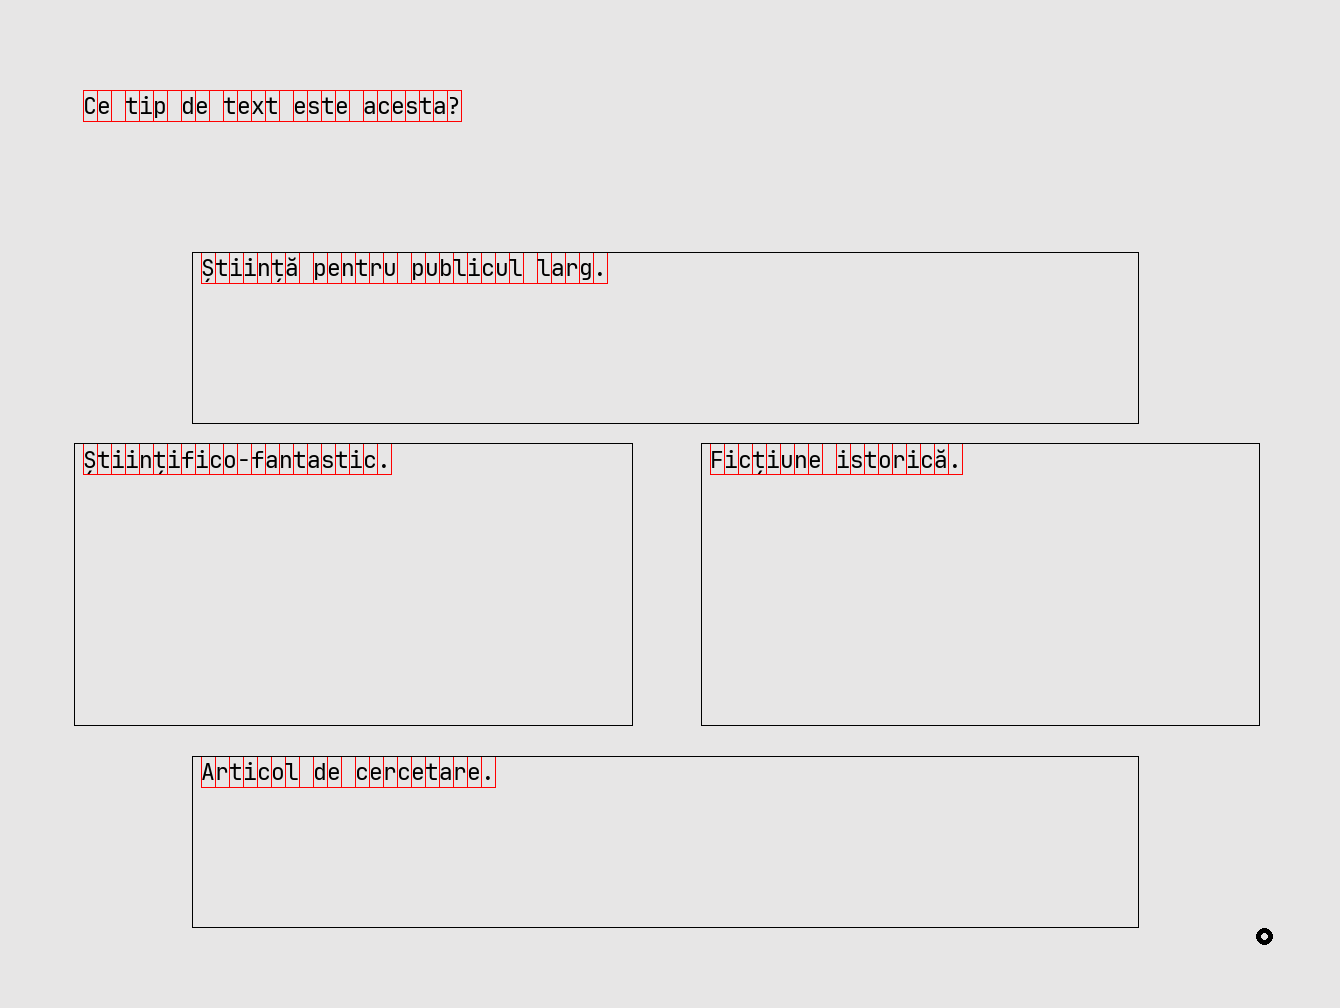 Ce tip de text este acesta?
Știință pentru publicul larg.
Științifico-fantastic.
Ficțiune istorică.
Articol de cercetare.